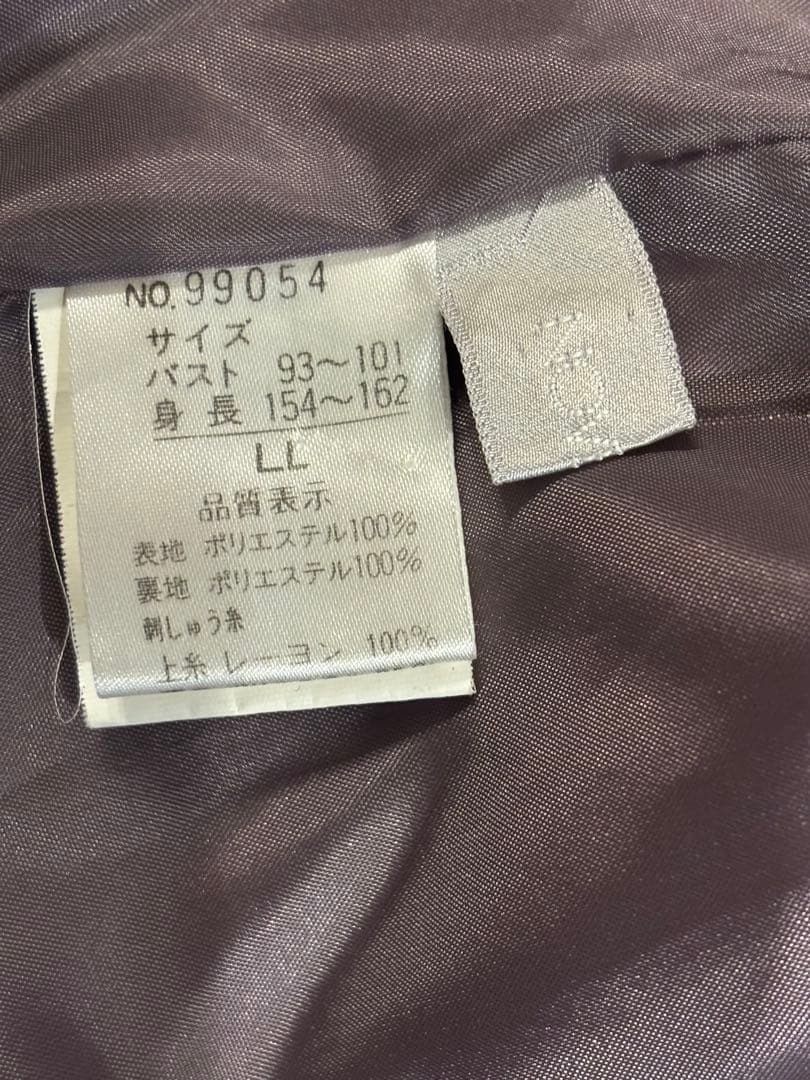 NO.99054
サイズ
バスト 93〜101
身長 154〜162
LL
品質表示
表地 ポリエステル100%
裏地 ポリエステル100%
刺しゅう糸
上糸 レーヨン 100%